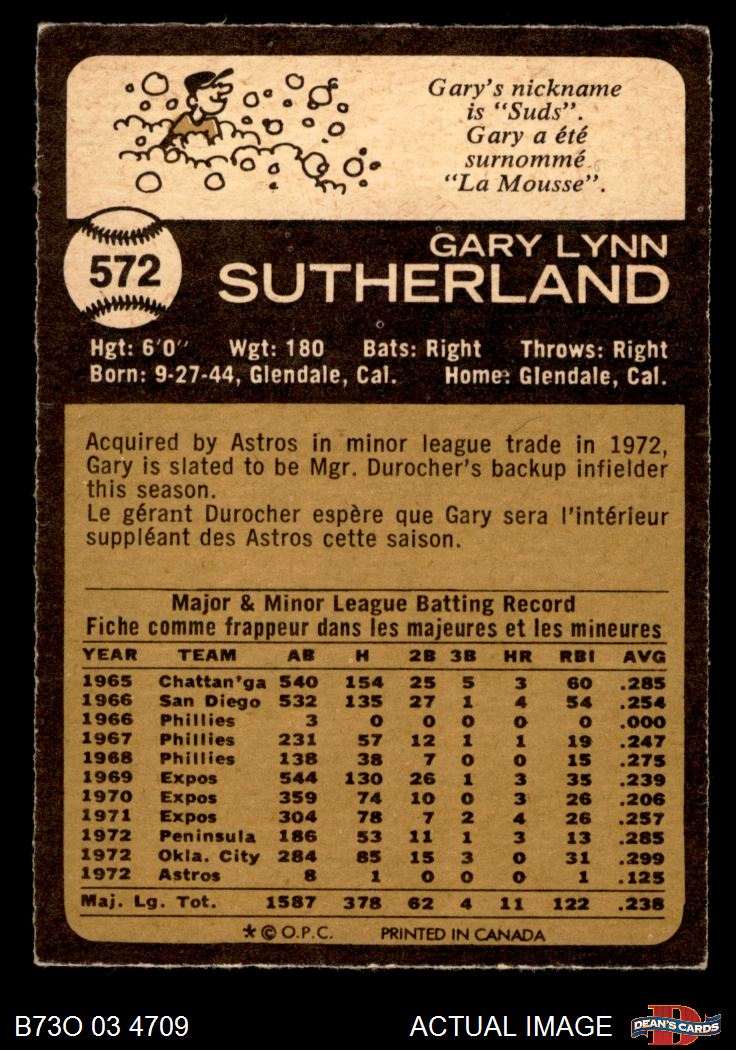 Gary's nickname
is "Suds".
Gary a été
surnommé
"La Mousse".
572
GARY LYNN
SUTHERLAND
Hgt: 6'0" Wgt: 180 Bats: Right Throws: Right
Born: 9-27-44, Glendale, Cal. Home: Glendale, Cal.
Acquired by Astros in minor league trade in 1972,
Gary is slated to be Mgr. Durocher's backup infielder
this season.
Le gérant Durocher espère que Gary sera l'intérieur
suppléant des Astros cette saison.
Major & Minor League Batting Record
Fiche comme frappeur dans les majeures et les mineures
YEAR TEAM AB H 2B 3B HR RBI AVG
1965 Chattan'ga 540 154 25 5 3 60 .285
1966 San Diego 532 135 27 1 4 54 .254
1966 Phillies 3 0 0 0 0 0 .000
1967 Phillies 231 57 12 1 1 19 .247
1968 Phillies 138 38 7 0 0 15 .275
1969 Expos 544 130 26 1 3 35 .239
1970 Expos 359 74 10 0 3 26 .206
1971 Expos 304 78 7 2 4 26 .257
1972 Peninsula 186 53 11 1 3 13 .285
1972 Okla. City 284 85 15 3 0 31 .299
1972 Astros 8 1 0 0 0 1 .125
Maj. Lg. Tot. 1587 378 62 4 11 122 .238
* © O.P.C. PRINTED IN CANADA
B73O 03 4709 ACTUAL IMAGE D DEAN'S CARDS